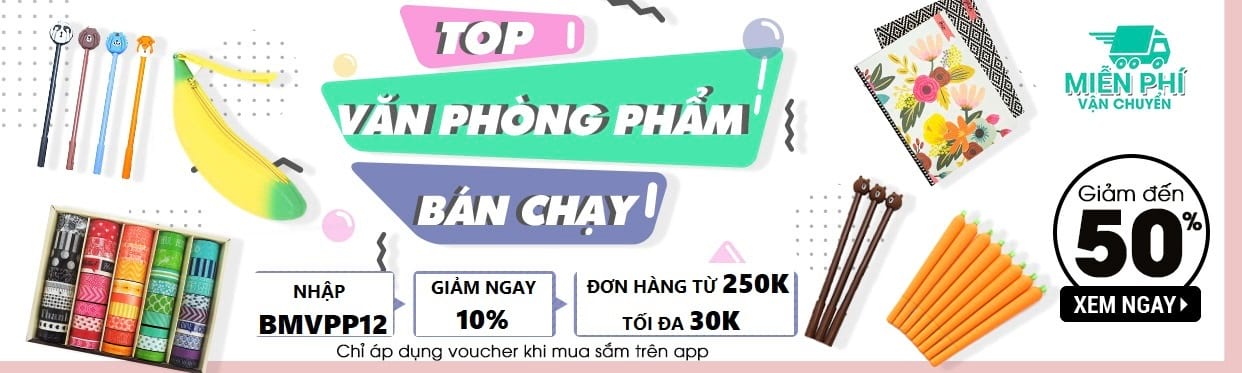 TOP
VĂN PHÒNG PHẨM
BÁN CHẠY
MIỄN PHÍ
VẬN CHUYỂN
Giảm đến
50%
XEM NGAY
NHẬP
BMVPP12
GIẢM NGAY
10%
ĐƠN HÀNG TỪ 250K
TỐI ĐA 30K
Chỉ áp dụng voucher khi mua sắm trên app